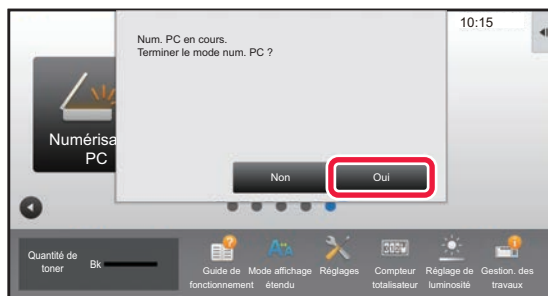 10:15
Num. PC en cours.
Terminer le mode num. PC ?
Numérisa
PC
Non
Oui
Quantité de
toner
Bk
Guide de
fonctionnement
Mode affichage
étendu
Réglages
Compteur
totalisateur
Réglage de
luminosité
Gestion. des
travaux